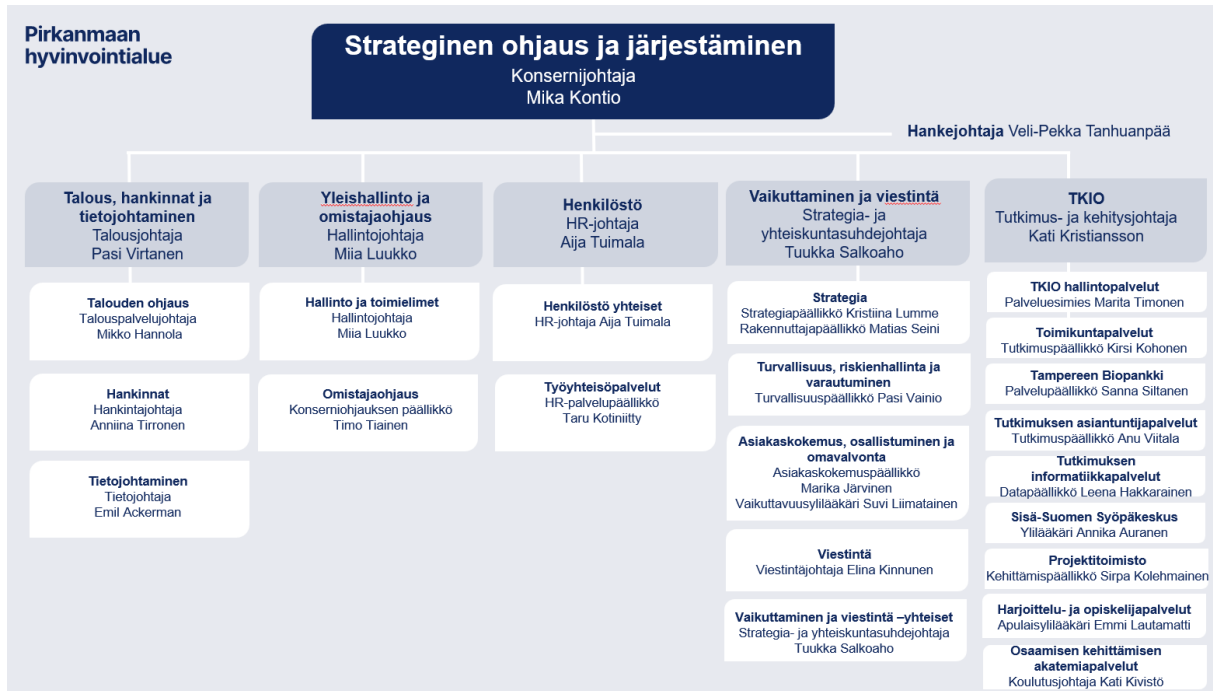 Pirkanmaan
hyvinvointialue
Strateginen ohjaus ja järjestäminen
Konsernijohtaja
Mika Kontio
Hankejohtaja Veli-Pekka Tanhuanpää
Talous, hankinnat ja
tietojohtaminen
Talousjohtaja
Pasi Virtanen
Talouden ohjaus
Talouspalvelujohtaja
Mikko Hannola
Hankinnat
Hankintajohtaja
Anniina Tirronen
Tietojohtaminen
Tietojohtaja
Emil Ackerman
Yleishallinto ja
omistajaohjaus
Hallintojohtaja
Miia Luukko
Hallinto ja toimielimet
Hallintojohtaja
Miia Luukko
Omistajaohjaus
Konserniohjauksen päällikkö
Timo Tiainen
Henkilöstö
HR-johtaja
Aija Tuimala
Henkilöstö yhteiset
HR-johtaja Aija Tuimala
Työyhteisöpalvelut
HR-palvelupäällikkö
Taru Kotiniitty
Vaikuttaminen ja viestintä
Strategia- ja
yhteiskuntasuhdejohtaja
Tuukka Salkoaho
Strategia
Strategiapäällikkö Kristiina Lumme
Rakennuttajapäällikkö Matias Seini
Turvallisuus, riskienhallinta ja
varautuminen
Turvallisuuspäällikkö Pasi Vainio
Asiakaskokemus, osallistuminen ja
omavalvonta
Asiakaskokemuspäällikkö
Marika Järvinen
Vaikuttavuusylilääkäri Suvi Liimatainen
Viestintä
Viestintäjohtaja Elina Kinnunen
Vaikuttaminen ja viestintä –yhteiset
Strategia- ja yhteiskuntasuhdejohtaja
Tuukka Salkoaho
TKIO
Tutkimus- ja kehitysjohtaja
Kati Kristiansson
TKIO hallintopalvelut
Palveluesimies Marita Timonen
Toimikuntapalvelut
Tutkimuspäällikkö Kirsi Kohonen
Tampereen Biopankki
Palvelupäällikkö Sanna Siltanen
Tutkimuksen asiantuntijapalvelut
Tutkimuspäällikkö Anu Viitala
Tutkimuksen
informatiikkapalvelut
Datapäällikkö Leena Hakkarainen
Sisä-Suomen Syöpäkeskus
Ylilääkäri Annika Auranen
Projektitoimisto
Kehittämispäällikkö Sirpa Kolehmainen
Harjoittelu- ja opiskelijapalvelut
Apulaisylilääkäri Emmi Lautamatti
Osaamisen kehittämisen
akatemiapalvelut
Koulutusjohtaja Kati Kivistö